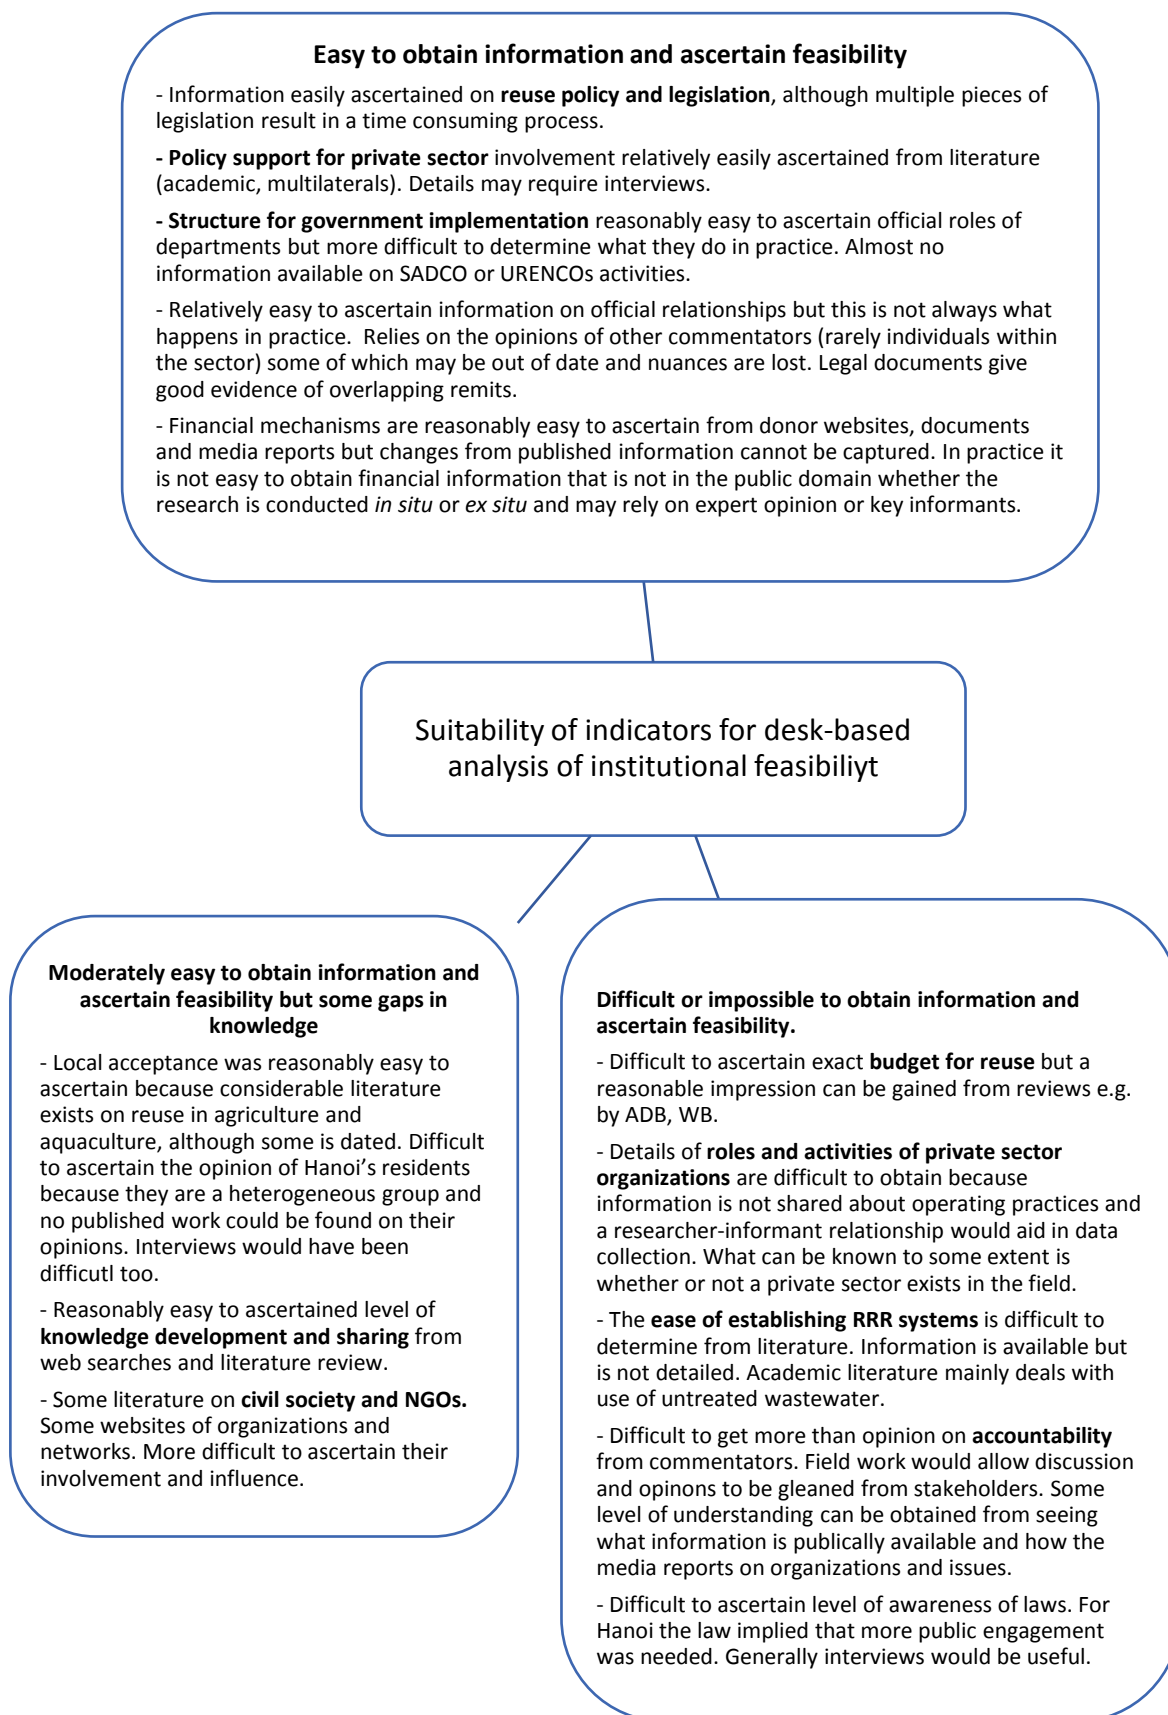 Easy to obtain information and ascertain feasibility
- Information easily ascertained on reuse policy and legislation, although multiple pieces of
legislation result in a time consuming process.
- Policy support for private sector involvement relatively easily ascertained from literature
(academic, multilaterals). Details may require interviews.
- Structure for government implementation reasonably easy to ascertain official roles of
departments but more difficult to determine what they do in practice. Almost no
information available on SADCO or URENCOs activities.
- Relatively easy to ascertain information on official relationships but this is not always what
happens in practice.  Relies on the opinions of other commentators (rarely individuals within
the sector) some of which may be out of date and nuances are lost. Legal documents give
good evidence of overlapping remits.
- Financial mechanisms are reasonably easy to ascertain from donor websites, documents
and media reports but changes from published information cannot be captured. In practice it
is not easy to obtain financial information that is not in the public domain whether the
research is conducted in situ or ex situ and may rely on expert opinion or key informants.
Suitability of indicators for desk-based
analysis of institutional feasibiliyt
Moderately easy to obtain information and
ascertain feasibility but some gaps in
knowledge
- Local acceptance was reasonably easy to
ascertain because considerable literature
exists on reuse in agriculture and
aquaculture, although some is dated. Difficult
to ascertain the opinion of Hanoi's residents
because they are a heterogeneous group and
no published work could be found on their
opinions. Interviews would have been
difficutl too.
- Reasonably easy to ascertained level of
knowledge development and sharing from
web searches and literature review.
- Some literature on civil society and NGOs.
Some websites of organizations and
networks. More difficult to ascertain their
involvement and influence.
Difficult or impossible to obtain information and
ascertain feasibility.
- Difficult to ascertain exact budget for reuse but a
reasonable impression can be gained from reviews e.g.
by ADB, WB.
- Details of roles and activities of private sector
organizations are difficult to obtain because
information is not shared about operating practices and
a researcher-informant relationship would aid in data
collection. What can be known to some extent is
whether or not a private sector exists in the field.
- The ease of establishing RRR systems is difficult to
determine from literature. Information is available but
is not detailed. Academic literature mainly deals with
use of untreated wastewater.
- Difficult to get more than opinion on accountability
from commentators. Field work would allow discussion
and opinons to be gleaned from stakeholders. Some
level of understanding can be obtained from seeing
what information is publically available and how the
media reports on organizations and issues.
- Difficult to ascertain level of awareness of laws. For
Hanoi the law implied that more public engagement
was needed. Generally interviews would be useful.